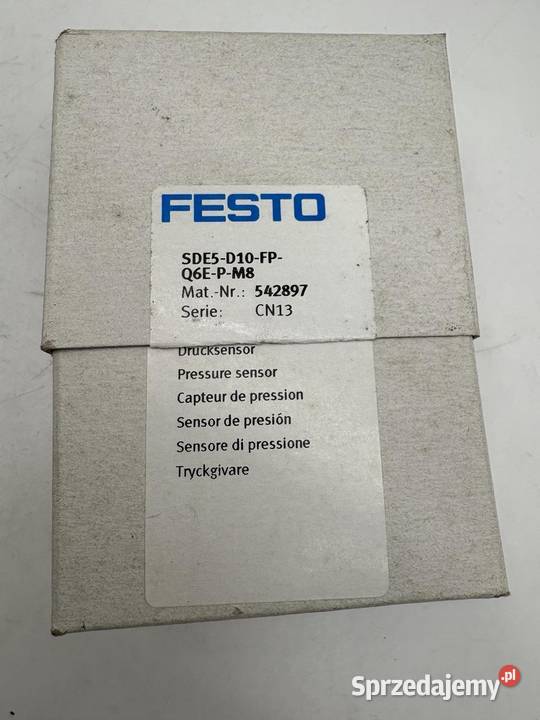 FESTO
SDE5-D10-FP-
Q6E-P-M8
Mat.-Nr.: 542897
Serie: CN13
Drucksensor
Pressure sensor
Capteur de pression
Sensor de presión
Sensore di pressione
Tryckgivare
Sprzedajemy.pl